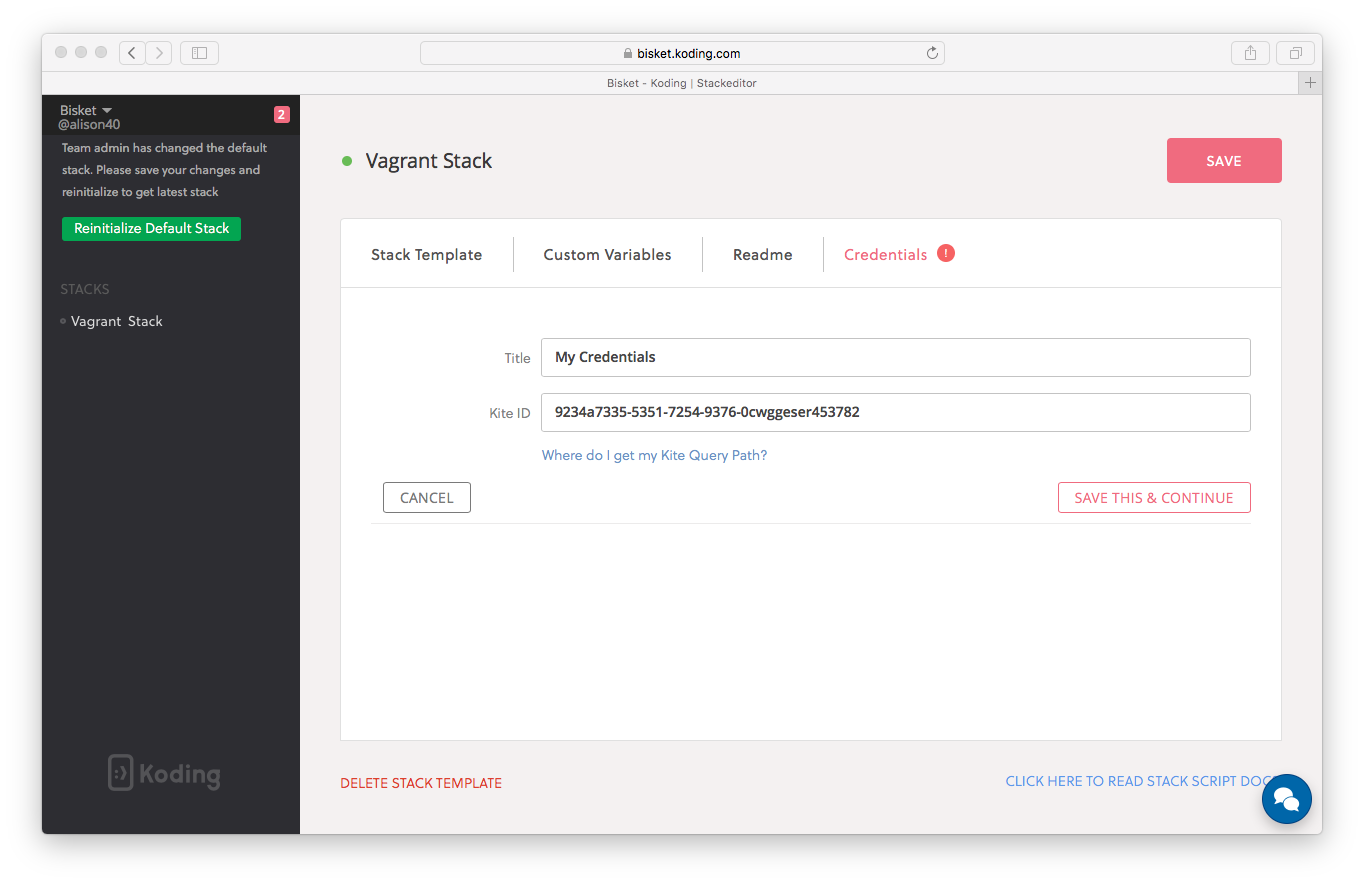 bisket.koding.com
Bisket - Koding | Stackeditor
Bisket
@alison40
2
Team admin has changed the default
stack. Please save your changes and
reinitialize to get latest stack
Reinitialize Default Stack
STACKS
Vagrant Stack
:) Koding
Vagrant Stack
SAVE
Stack Template
Custom Variables
Readme
Credentials !
Title
My Credentials
Kite ID
9234a7335-5351-7254-9376-0cwggeser453782
Where do I get my Kite Query Path?
CANCEL
SAVE THIS & CONTINUE
DELETE STACK TEMPLATE
CLICK HERE TO READ STACK SCRIPT DOCS